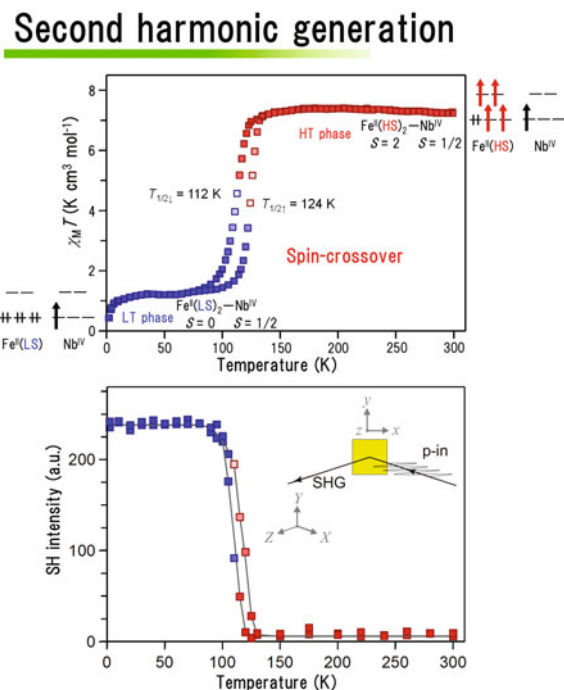 Second harmonic generation
8
6
4
2
0
χMT (K cm³ mol⁻¹)
HT phase
Feᴵᴵ(HS)₂—Nbᴵⱽ
S = 2 S = 1/2
T1/2↓ = 112 K
T1/2↑ = 124 K
Spin-crossover
Feᴵᴵ(LS)₂—Nbᴵⱽ
LT phase
S = 0 S = 1/2
Feᴵᴵ(HS) Nbᴵⱽ
Feᴵᴵ(LS) Nbᴵⱽ
0 50 100 150 200 250 300
Temperature (K)
SH intensity (a.u.)
200
100
0
y
z x
p-in
SHG
Y
Z X
0 50 100 150 200 250 300
Temperature (K)